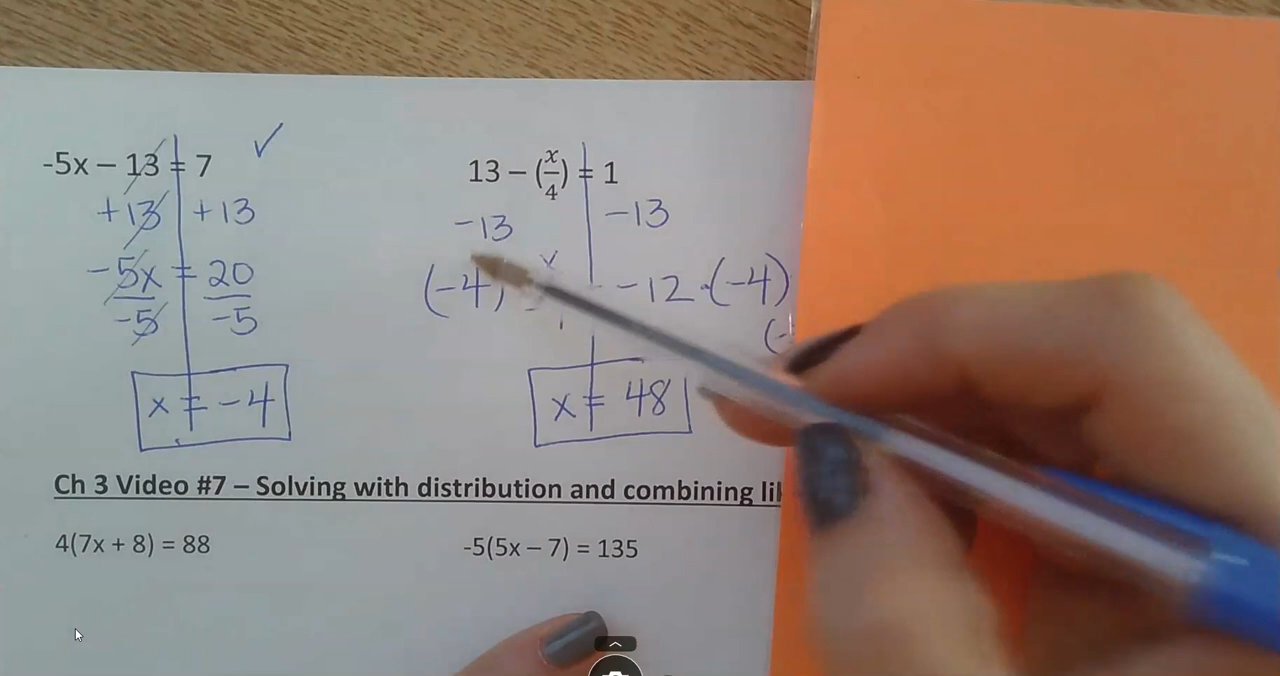 -5x – 13 = 7 ✓
+13 +13
-5x = 20
-5 -5
x = -4
13 – (x/4) = 1
-13 -13
(-4) x -12·(-4)
x = 48
Ch 3 Video #7 – Solving with distribution and combining
4(7x + 8) = 88
-5(5x – 7) = 135